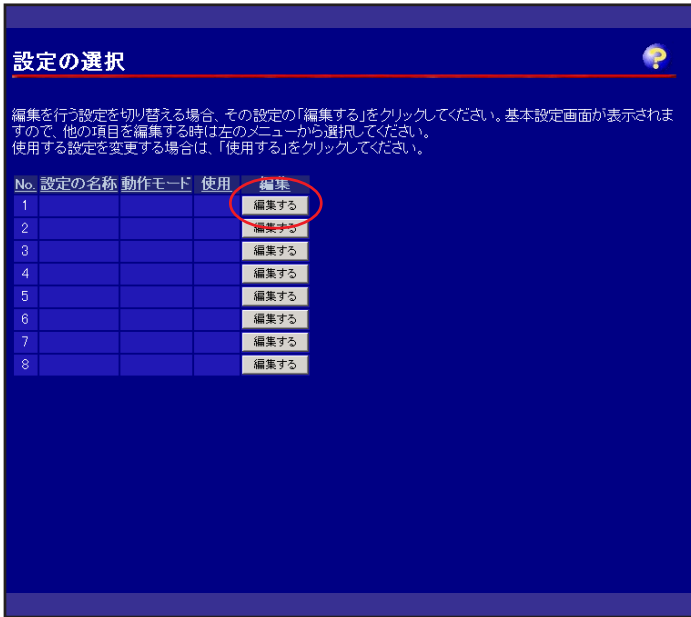 設定の選択
?
編集を行う設定を切り替える場合、その設定の「編集する」をクリックしてください。基本設定画面が表示されま
すので、他の項目を編集する時は左のメニューから選択してください。
使用する設定を変更する場合は、「使用する」をクリックしてください。
No. 設定の名称 動作モード 使用 編集
1 編集する
2 編集する
3 編集する
4 編集する
5 編集する
6 編集する
7 編集する
8 編集する